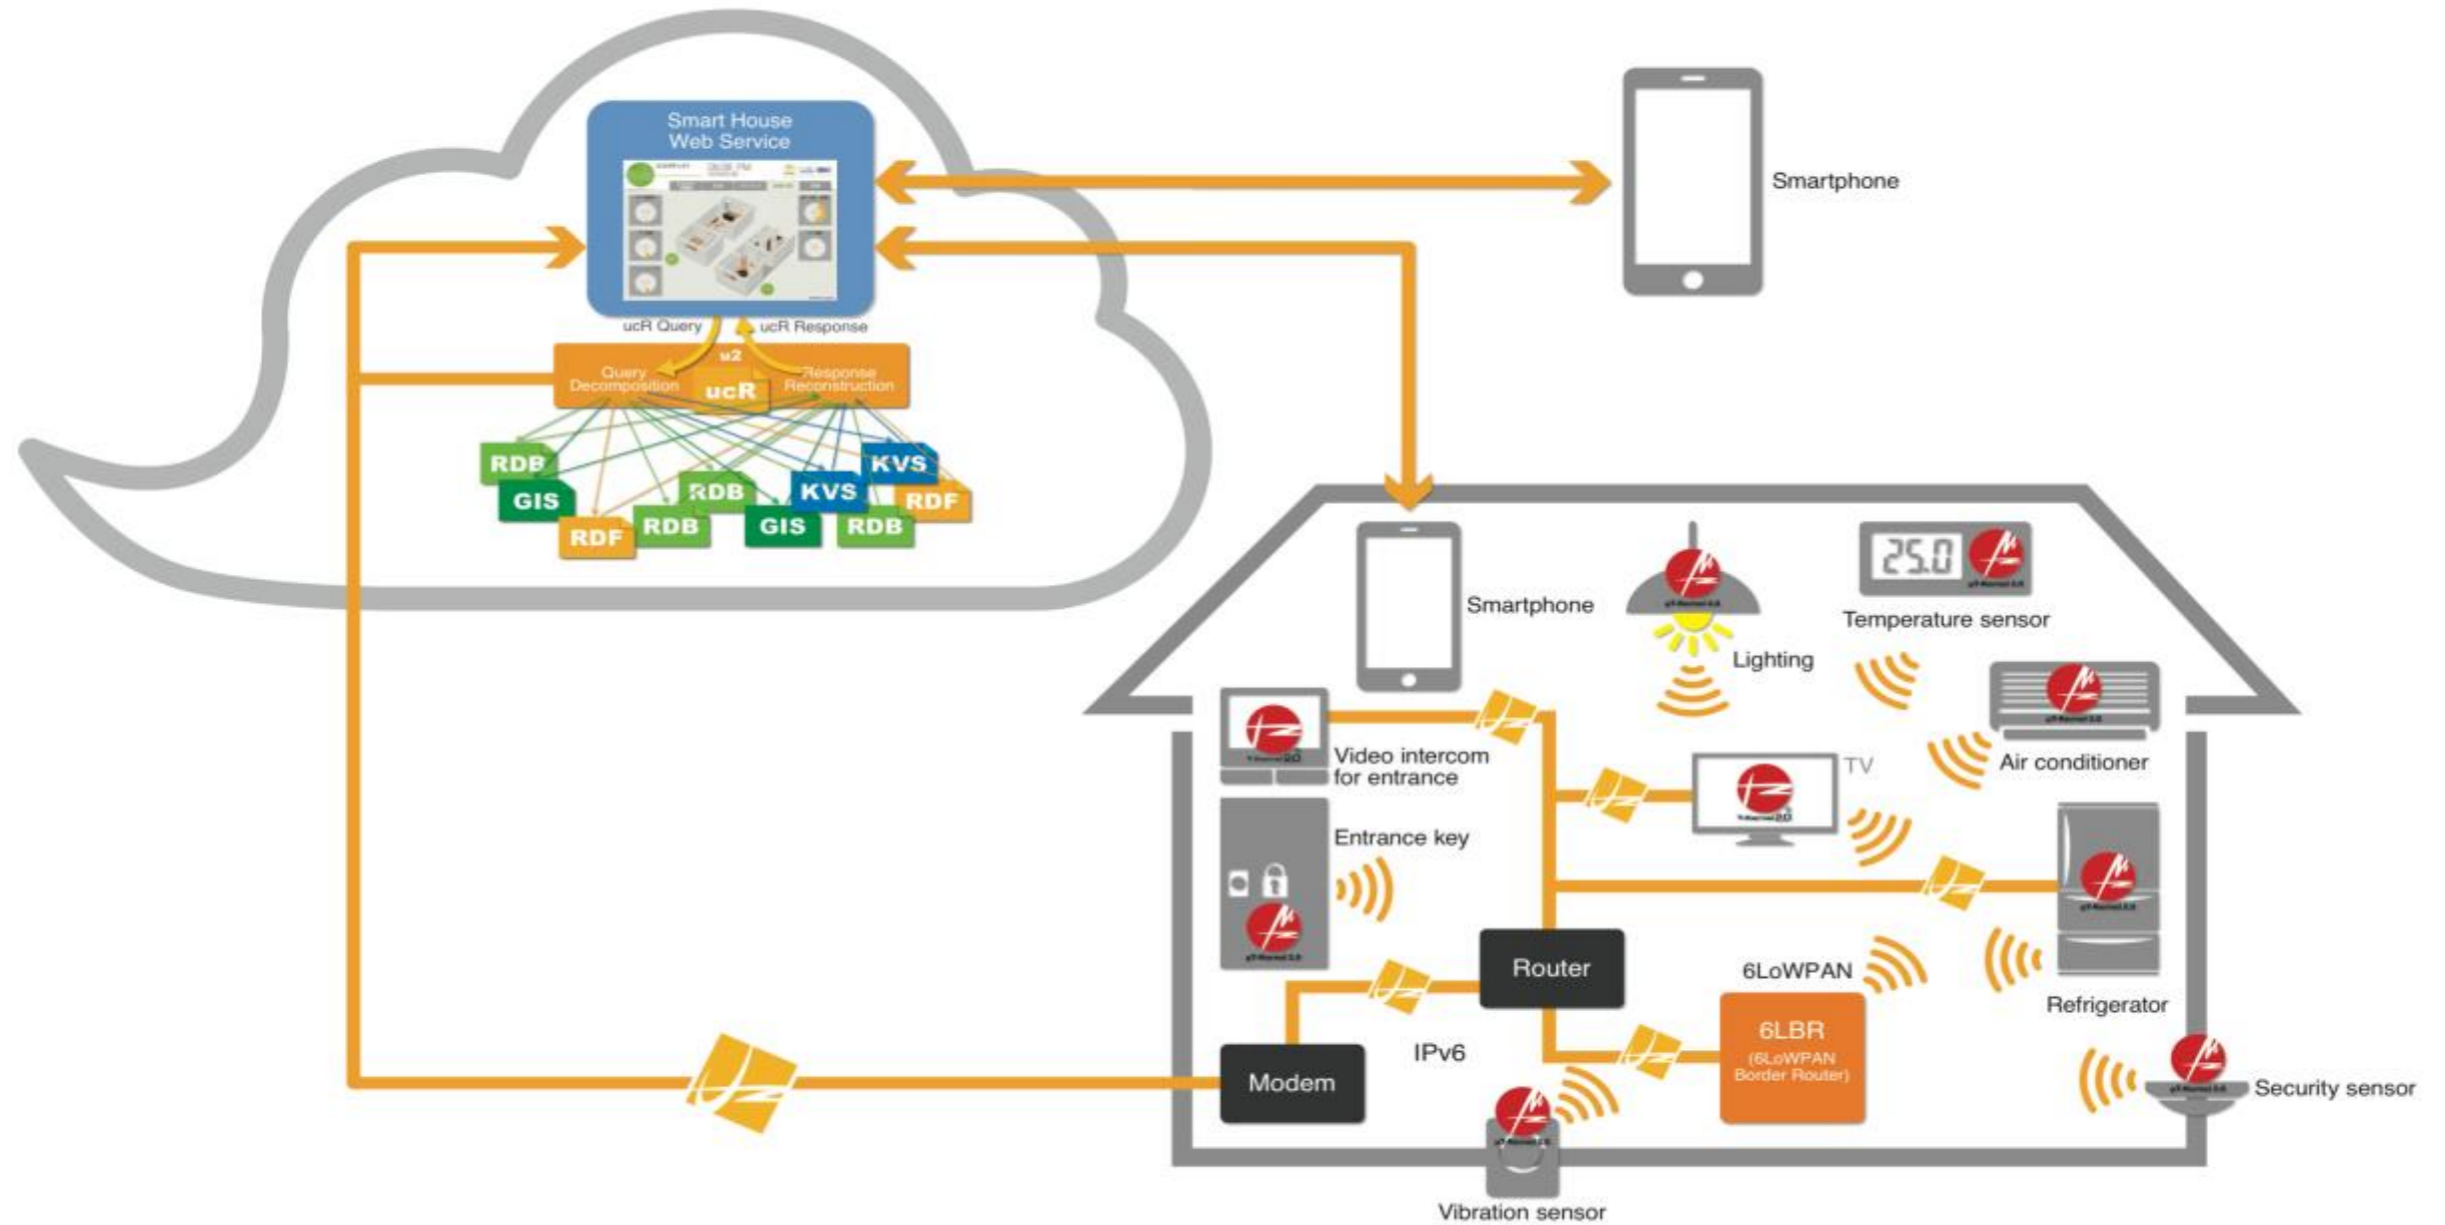 Smart House
Web Service
Smartphone
ucR Query
ucR Response
u2
Query
Decomposition
ucR
Response
Reconstruction
RDB
GIS
RDF
RDB
RDB
GIS
KVS
KVS
RDB
RDF
Smartphone
Lighting
25.0
Temperature sensor
Air conditioner
Video intercom
for entrance
TV
Entrance key
Router
6LoWPAN
Refrigerator
6LBR
(6LoWPAN
Border Router)
IPv6
Modem
Security sensor
Vibration sensor